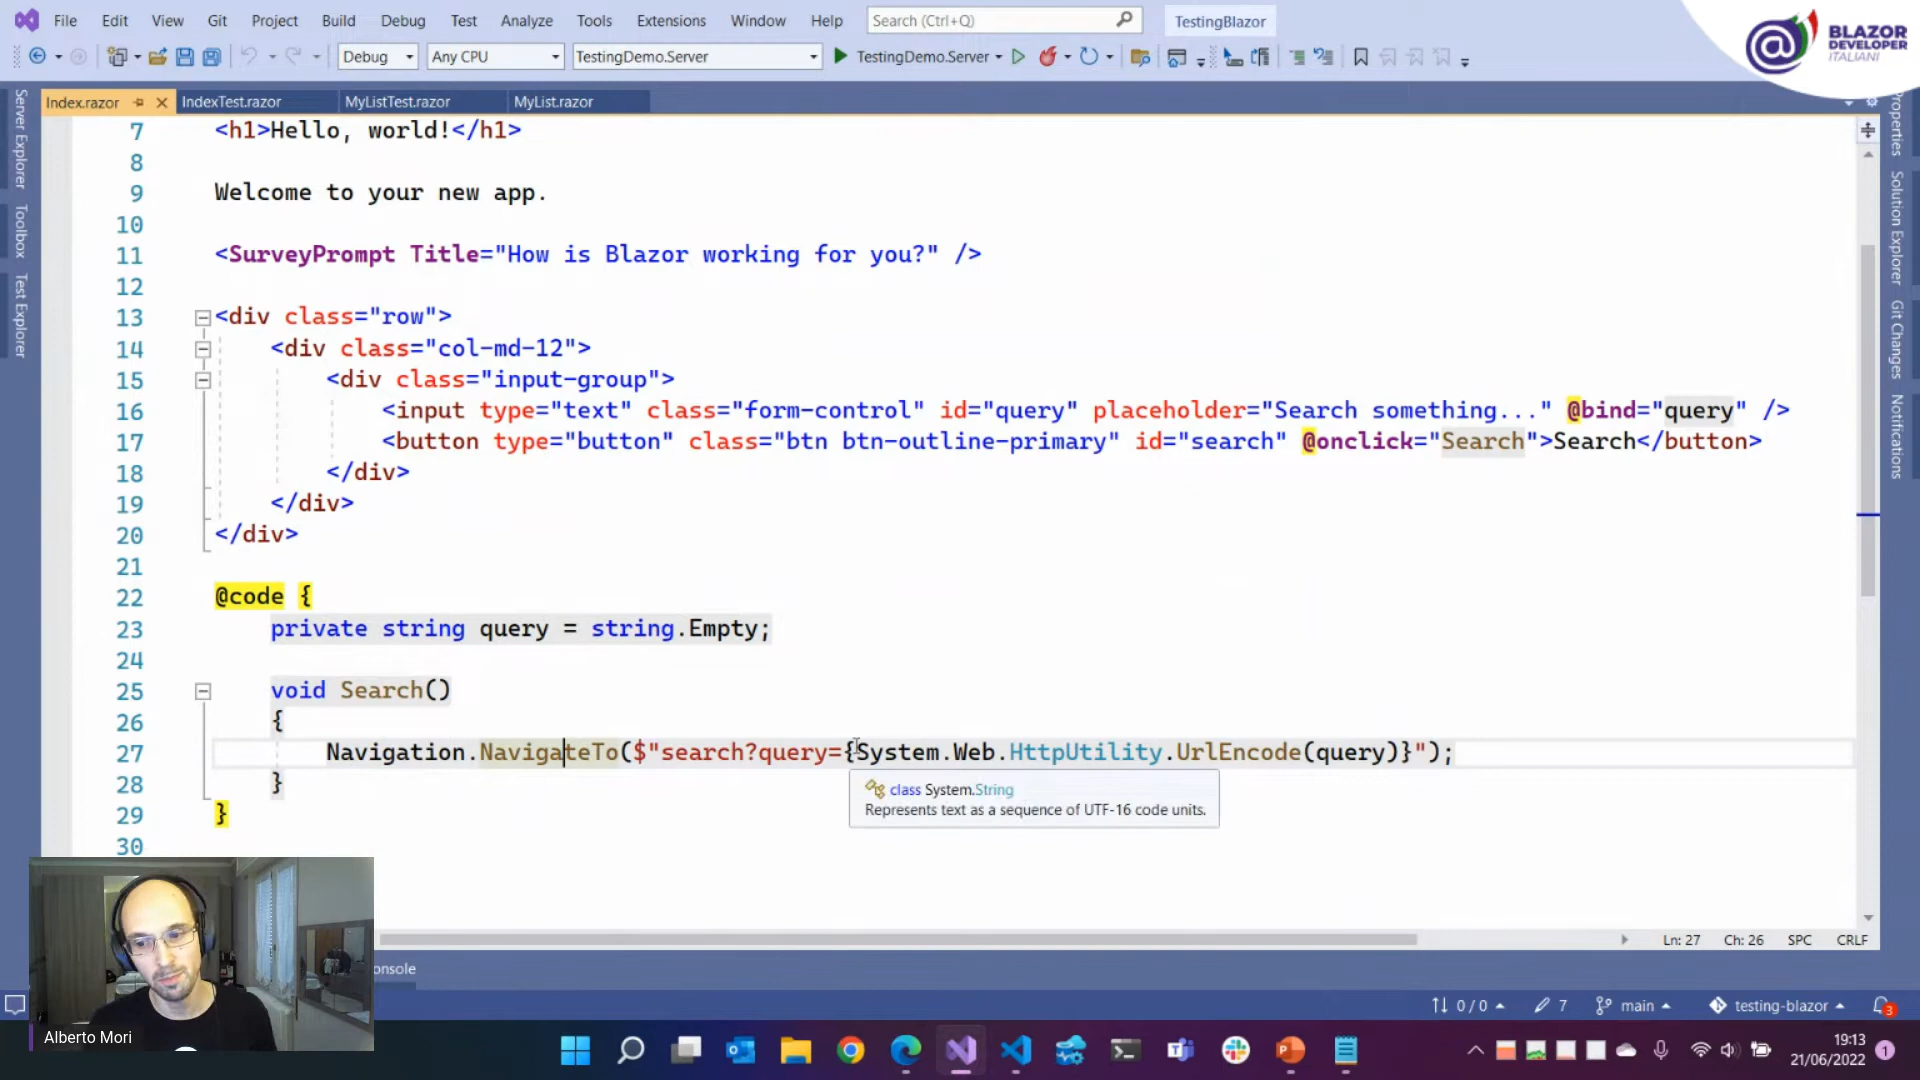 File Edit View Git Project Build Debug Test Analyze Tools Extensions Window Help Search (Ctrl+Q) TestingBlazor
BLAZOR
DEVELOPER
ITALIANI
Debug Any CPU TestingDemo.Server TestingDemo.Server
Index.razor IndexTest.razor MyListTest.razor MyList.razor
Server Explorer
Toolbox
Test Explorer
Properties
Solution Explorer
Git Changes
Notifications
7 <h1>Hello, world!</h1>
8
9 Welcome to your new app.
10
11 <SurveyPrompt Title="How is Blazor working for you?" />
12
13 <div class="row">
14 <div class="col-md-12">
15 <div class="input-group">
16 <input type="text" class="form-control" id="query" placeholder="Search something..." @bind="query" />
17 <button type="button" class="btn btn-outline-primary" id="search" @onclick="Search">Search</button>
18 </div>
19 </div>
20 </div>
21
22 @code {
23 private string query = string.Empty;
24
25 void Search()
26 {
27 Navigation.NavigateTo($"search?query={System.Web.HttpUtility.UrlEncode(query)}");
28 }
class System.String
Represents text as a sequence of UTF-16 code units.
29 }
30
Ln: 27 Ch: 26 SPC CRLF
onsole
0 / 0 7 main testing-blazor 3
Alberto Mori
19:13
21/06/2022
1